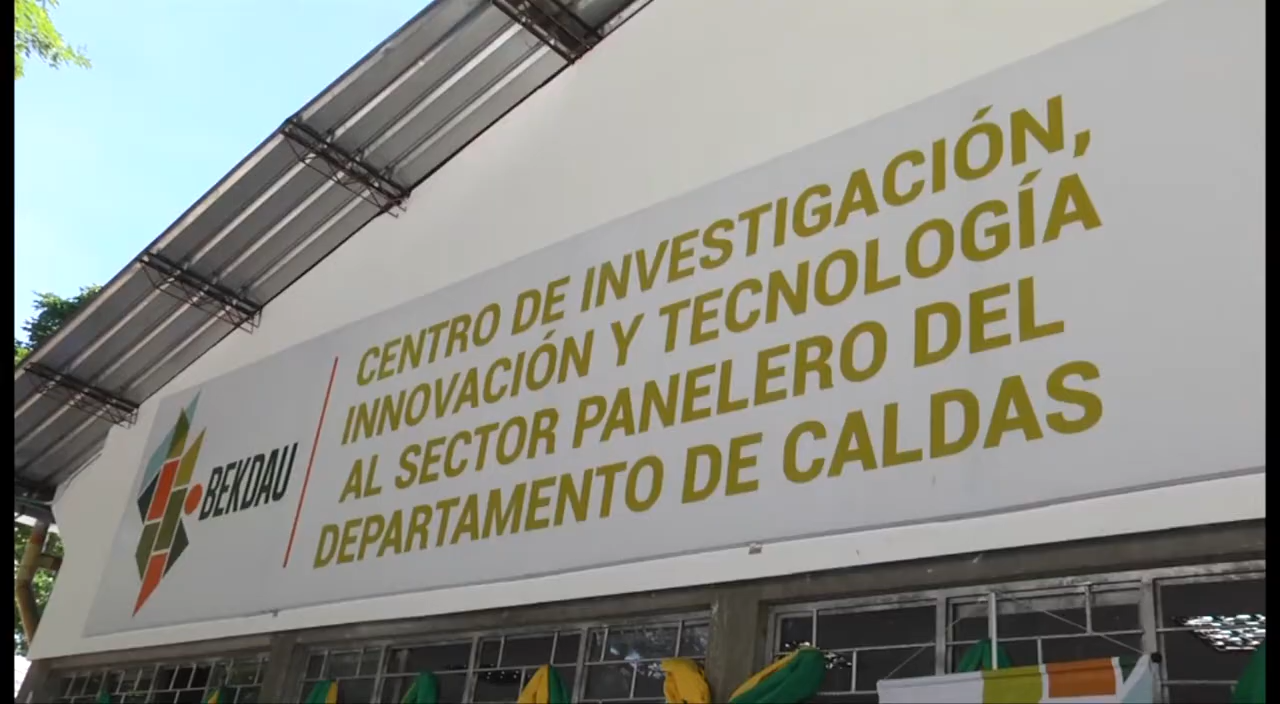 BEKDAU
CENTRO DE INVESTIGACIÓN,
INNOVACIÓN Y TECNOLOGÍA
AL SECTOR PANELERO DEL
DEPARTAMENTO DE CALDAS